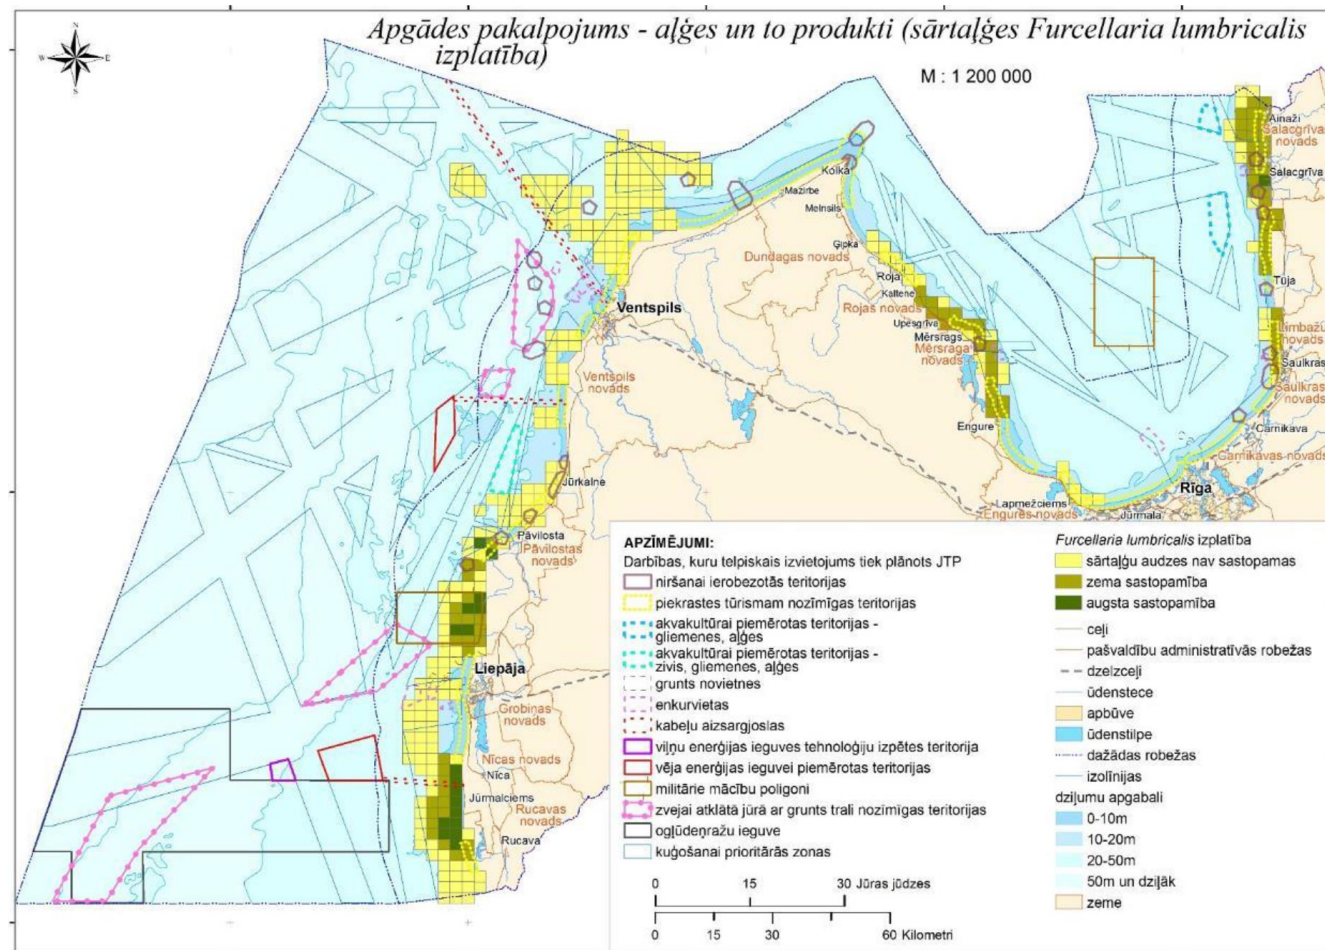 Apgādes pakalpojums - aļģes un to produkti (sārtaļģes Furcellaria lumbricalis
izplatība)
M : 1 200 000
N
W E
S
Ainaži
Salacgrīvas
novads
Salacgrīva
Kolka
Mazirbe
Melnsils
Ģipka
Dundagas novads
Roja
Kaltene
Rojas novads
Upesgrīva
Mērsrags
Mērsraga
novads
Tūja
Limbažu
novads
Saulkras
Saulkras
novads
Ventspils
Ventspils
novads
Engure
Carnikava
Carnikavas novads
Rīga
Lapmežciems
Engures novads
Jūrmala
Jūrkalne
Pāvilosta
Pāvilostas
novads
Liepāja
Grobiņas
novads
Nīcas novads
Nīca
Jūrmalciems
Rucavas
novads
Rucava
APZĪMĒJUMI:
Darbības, kuru telpiskais izvietojums tiek plānots JTP
niršanai ierobezotās teritorijas
piekrastes tūrismam nozīmīgas teritorijas
akvakultūrai piemērotas teritorijas -
gliemenes, aļģes
akvakultūrai piemērotas teritorijas -
zivis, gliemenes, aļģes
grunts novietnes
enkurvietas
kabeļu aizsargjoslas
viļņu enerģijas ieguves tehnoloģiju izpētes teritorija
vēja enerģijas ieguvei piemērotas teritorijas
militārie mācību poligoni
zvejai atklātā jūrā ar grunts trali nozīmīgas teritorijas
ogļūdeņražu ieguve
kuģošanai prioritārās zonas
0 15 30 Jūras jūdzes
0 15 30 60 Kilometri
Furcellaria lumbricalis izplatība
sārtaļģu audzes nav sastopamas
zema sastopamība
augsta sastopamība
ceļi
pašvaldību administratīvās robežas
dzelzceļi
ūdenstece
apbūve
ūdenstilpe
dažādas robežas
izolīnijas
dziļumu apgabali
0-10m
10-20m
20-50m
50m un dziļāk
zeme